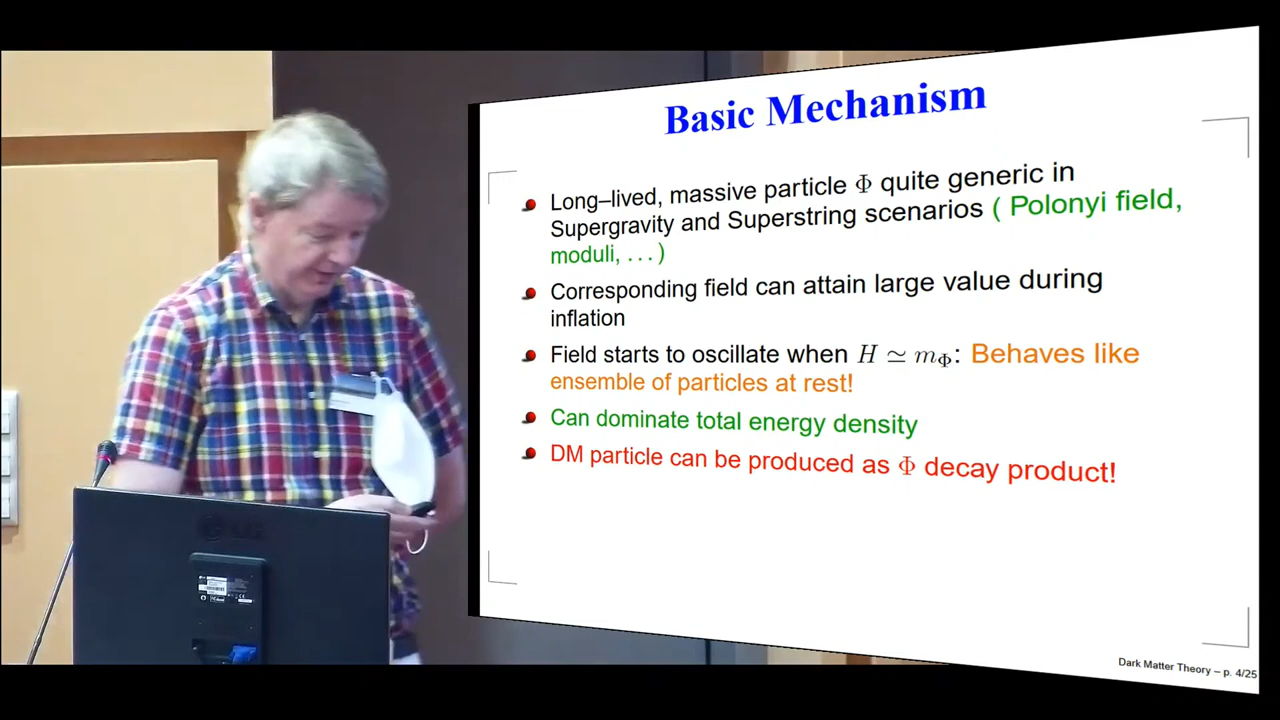 Basic Mechanism
Long–lived, massive particle Φ quite generic in
Supergravity and Superstring scenarios ( Polonyi field,
moduli, . . . )
Corresponding field can attain large value during
inflation
Field starts to oscillate when H ≃ mΦ: Behaves like
ensemble of particles at rest!
Can dominate total energy density
DM particle can be produced as Φ decay product!
Dark Matter Theory – p. 4/25